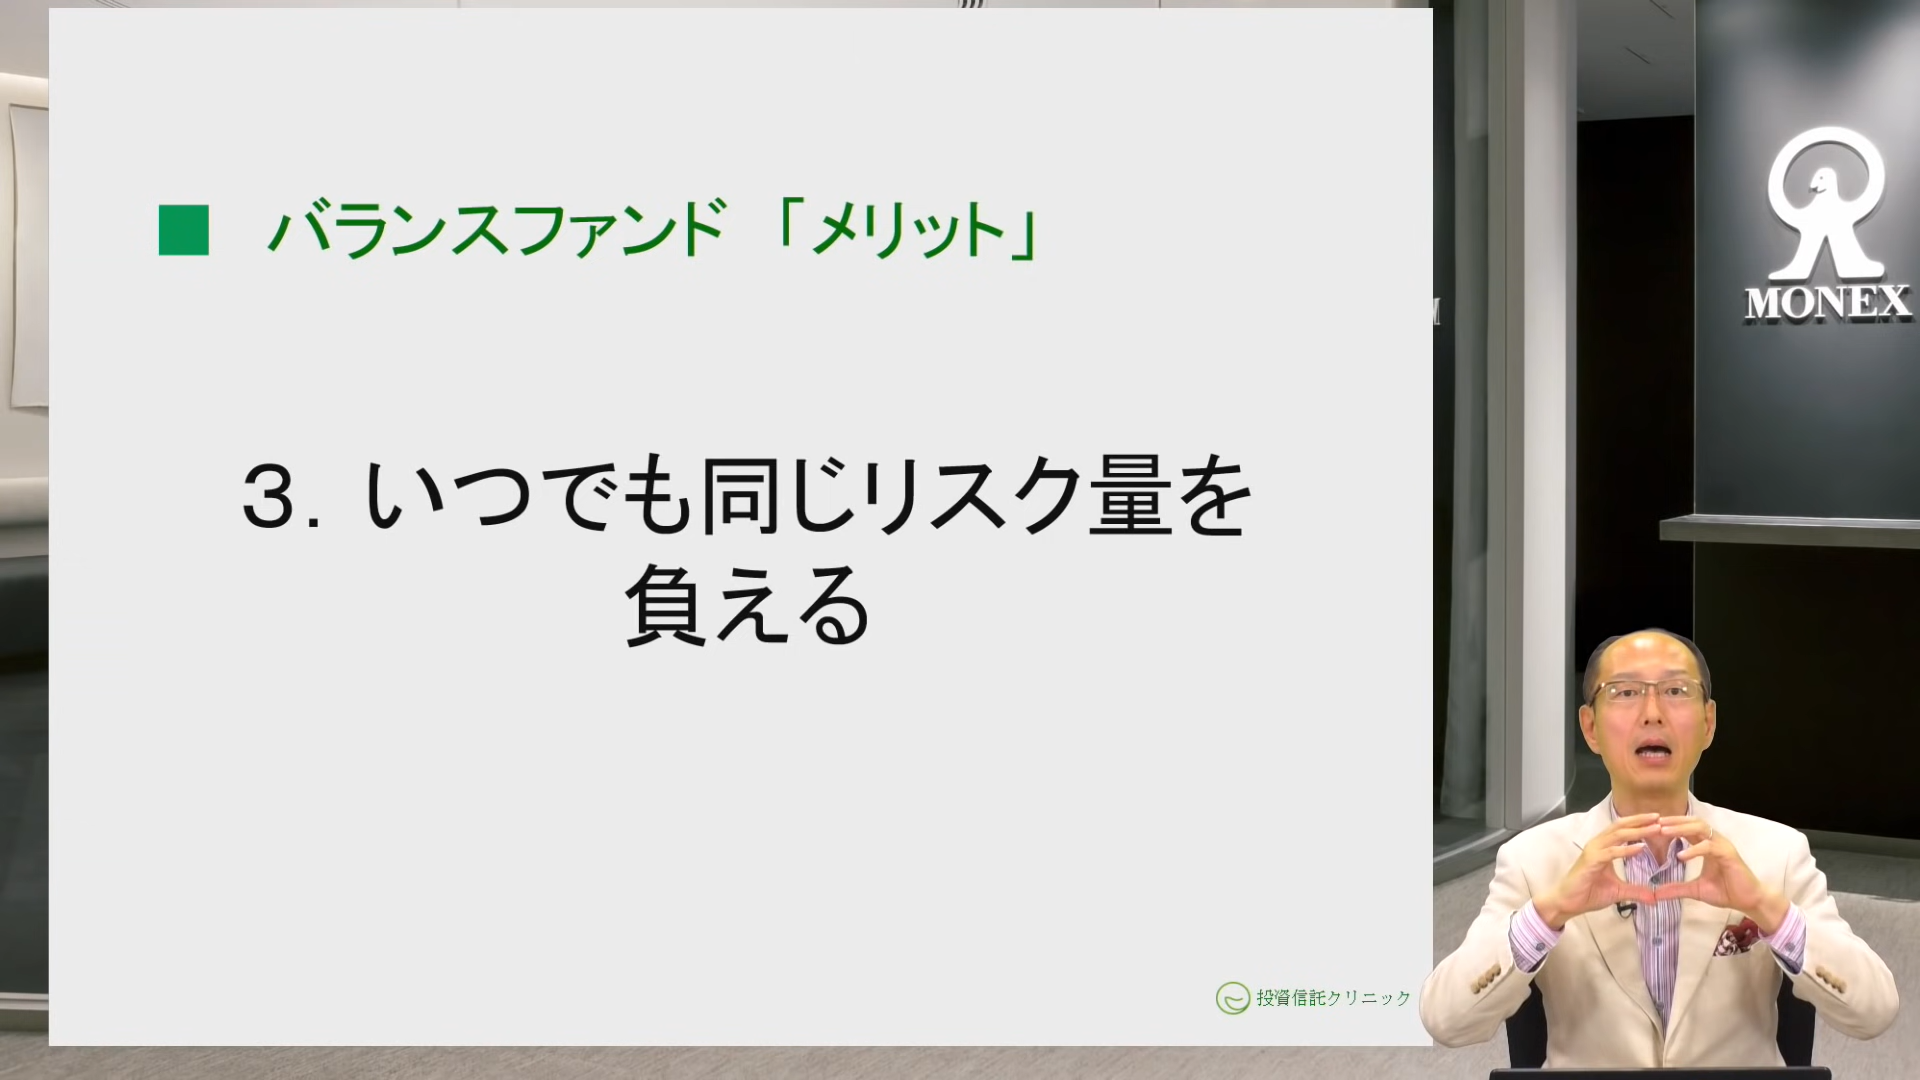 ■ バランスファンド 「メリット」
3. いつでも同じリスク量を
負える
投資信託クリニック
MONEX